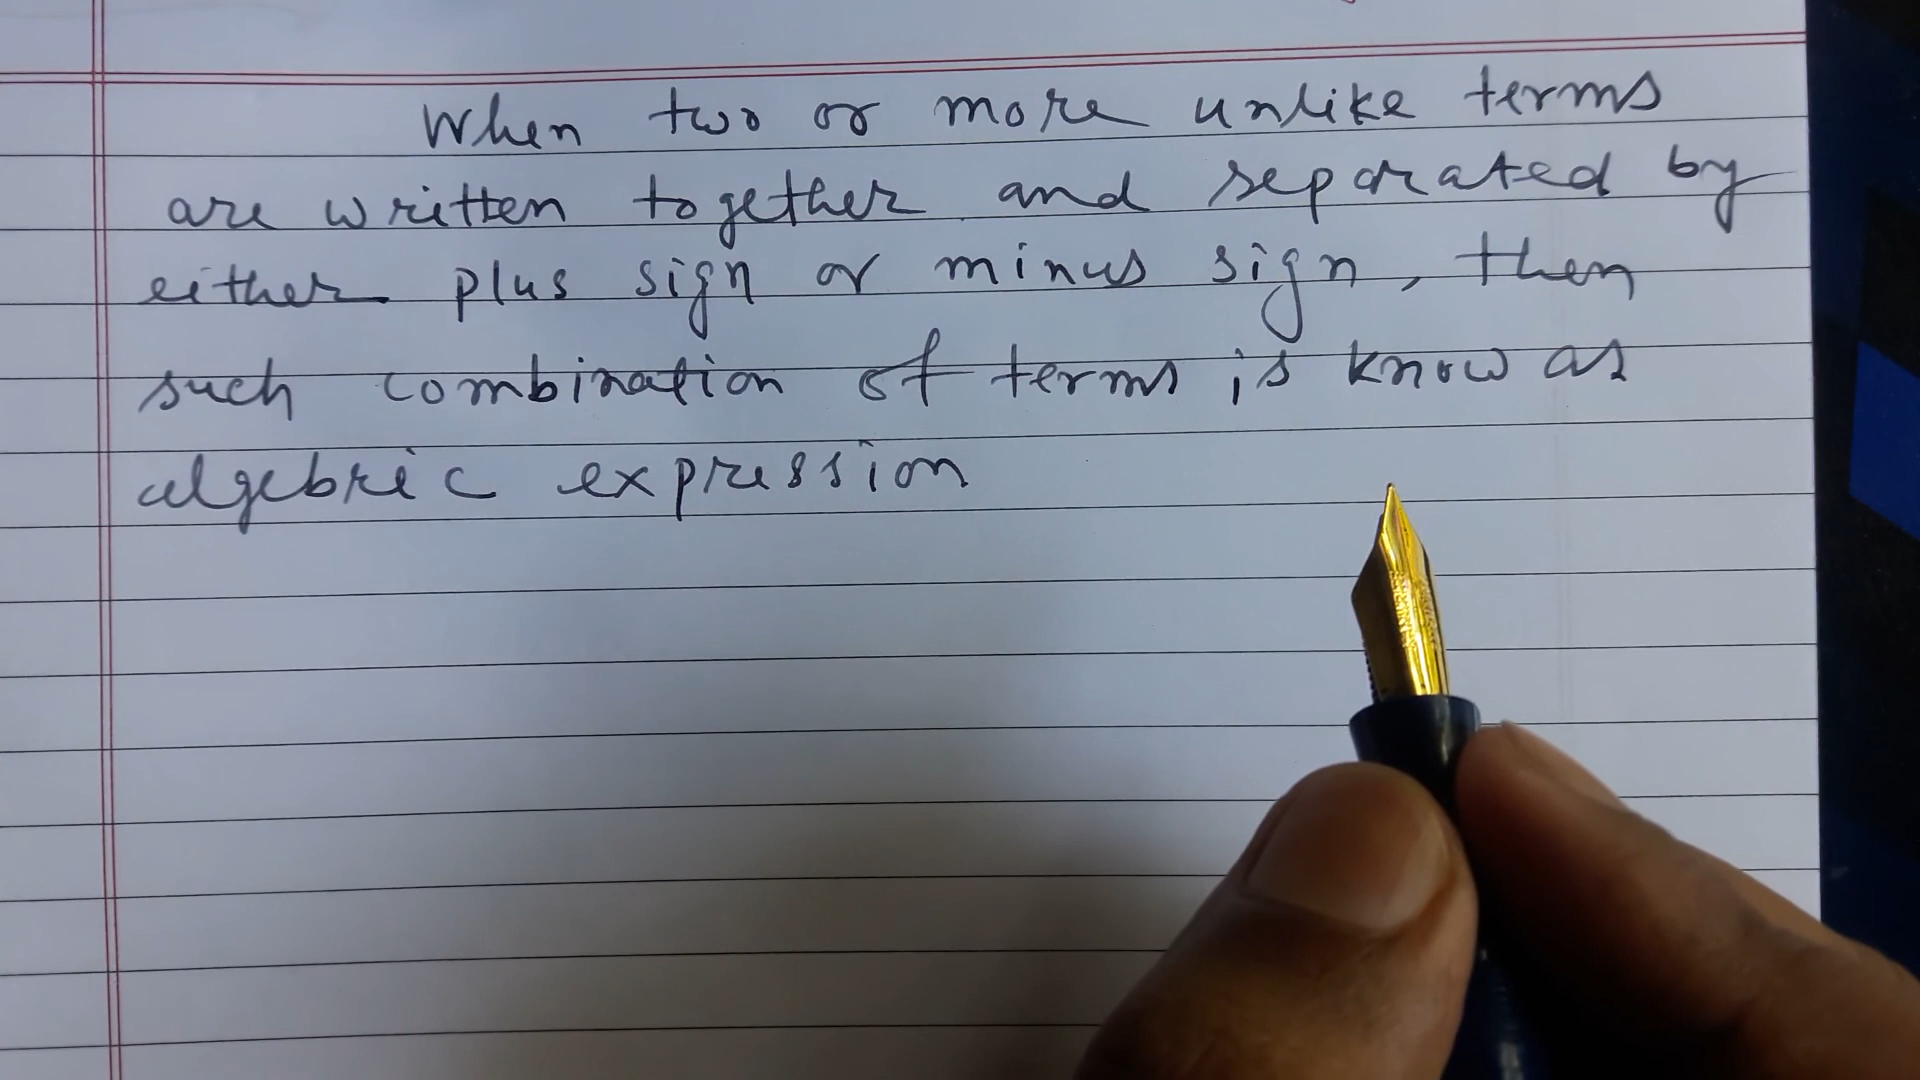 When two or more unlike terms
are written together and separated by
either plus sign or minus sign, then
such combination of terms is know as
algebric expression